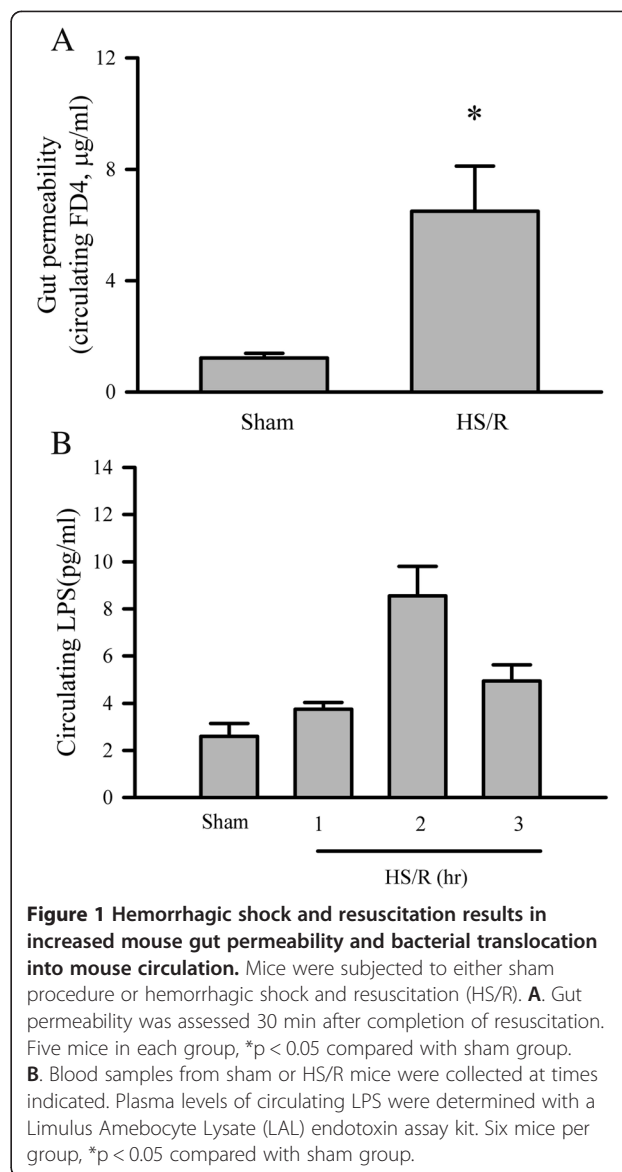 A
12
8
4
0
Gut permeability
(circulating FD4, µg/ml)
*
Sham HS/R
B
14
12
10
8
6
4
2
0
Circulating LPS(pg/ml)
Sham 1 2 3
HS/R (hr)
Figure 1 Hemorrhagic shock and resuscitation results in
increased mouse gut permeability and bacterial translocation
into mouse circulation. Mice were subjected to either sham
procedure or hemorrhagic shock and resuscitation (HS/R). A. Gut
permeability was assessed 30 min after completion of resuscitation.
Five mice in each group, *p < 0.05 compared with sham group.
B. Blood samples from sham or HS/R mice were collected at times
indicated. Plasma levels of circulating LPS were determined with a
Limulus Amebocyte Lysate (LAL) endotoxin assay kit. Six mice per
group, *p < 0.05 compared with sham group.